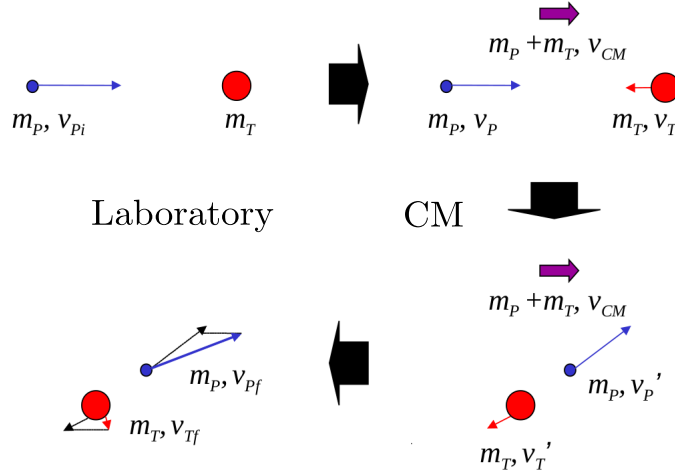 m_P + m_T, v_CM
m_P, v_Pi
m_T
m_P, v_P
m_T, v_T
Laboratory
CM
m_P + m_T, v_CM
m_P, v_Pf
m_P, v_P′
m_T, v_Tf
m_T, v_T′